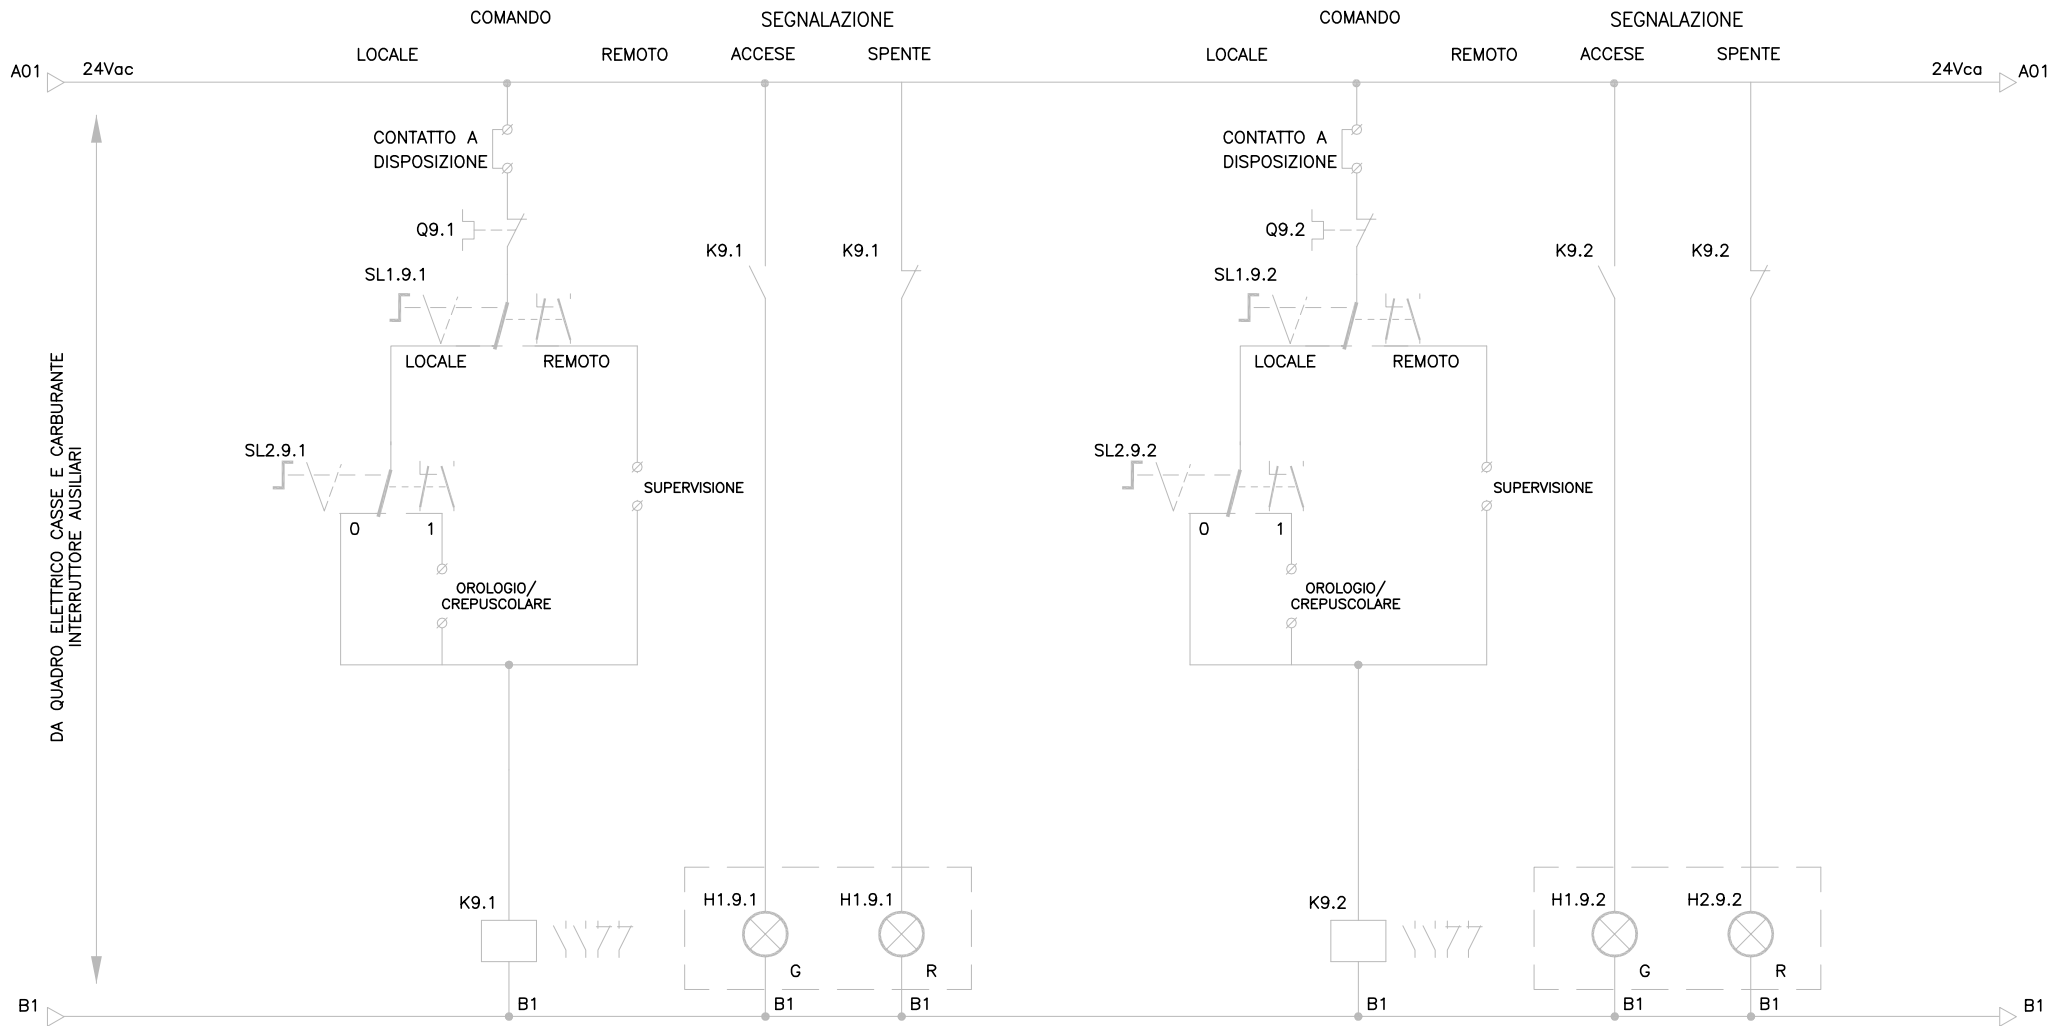 COMANDO
SEGNALAZIONE
COMANDO
SEGNALAZIONE
LOCALE
REMOTO
ACCESE
SPENTE
LOCALE
REMOTO
ACCESE
SPENTE
A01
24Vac
24Vca
A01
CONTATTO A
DISPOSIZIONE
CONTATTO A
DISPOSIZIONE
Q9.1
K9.1
K9.1
Q9.2
K9.2
K9.2
SL1.9.1
SL1.9.2
LOCALE
REMOTO
LOCALE
REMOTO
DA QUADRO ELETTRICO CASSE E CARBURANTE
INTERRUTTORE AUSILIARI
SL2.9.1
SUPERVISIONE
SL2.9.2
SUPERVISIONE
0
1
0
1
OROLOGIO/
CREPUSCOLARE
OROLOGIO/
CREPUSCOLARE
K9.1
H1.9.1
H1.9.1
K9.2
H1.9.2
H2.9.2
G
R
G
R
B1
B1
B1
B1
B1
B1
B1
B1